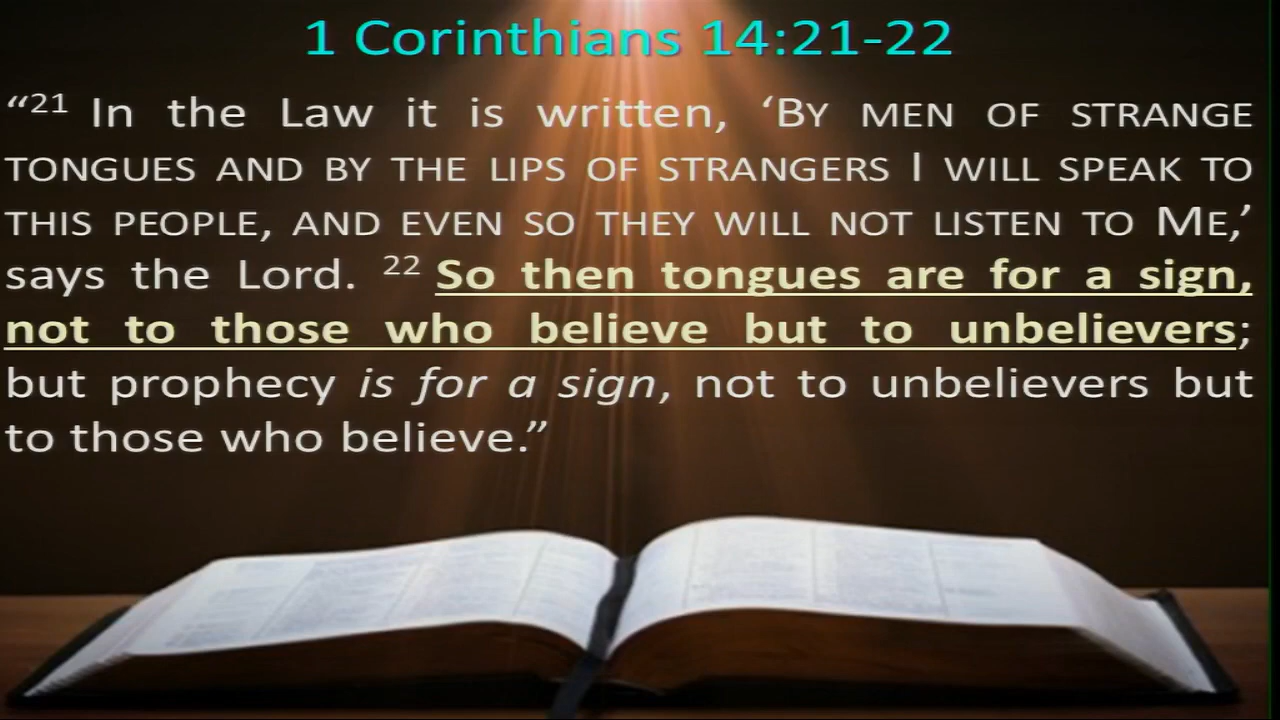 1 Corinthians 14:21-22
“21 In the Law it is written, ‘BY MEN OF STRANGE
TONGUES AND BY THE LIPS OF STRANGERS I WILL SPEAK TO
THIS PEOPLE, AND EVEN SO THEY WILL NOT LISTEN TO ME,’
says the Lord. 22 So then tongues are for a sign,
not to those who believe but to unbelievers;
but prophecy is for a sign, not to unbelievers but
to those who believe.”